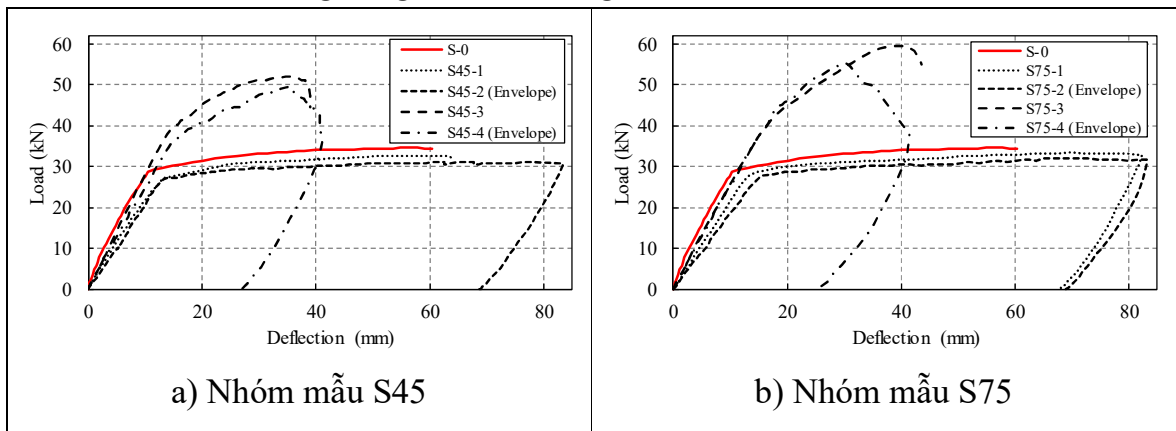 60
50
40
30
20
10
0
Load (kN)
S-0
S45-1
S45-2 (Envelope)
S45-3
S45-4 (Envelope)
0 20 40 60 80
Deflection (mm)
a) Nhóm mẫu S45
60
50
40
30
20
10
0
Load (kN)
S-0
S75-1
S75-2 (Envelope)
S75-3
S75-4 (Envelope)
0 20 40 60 80
Deflection (mm)
b) Nhóm mẫu S75